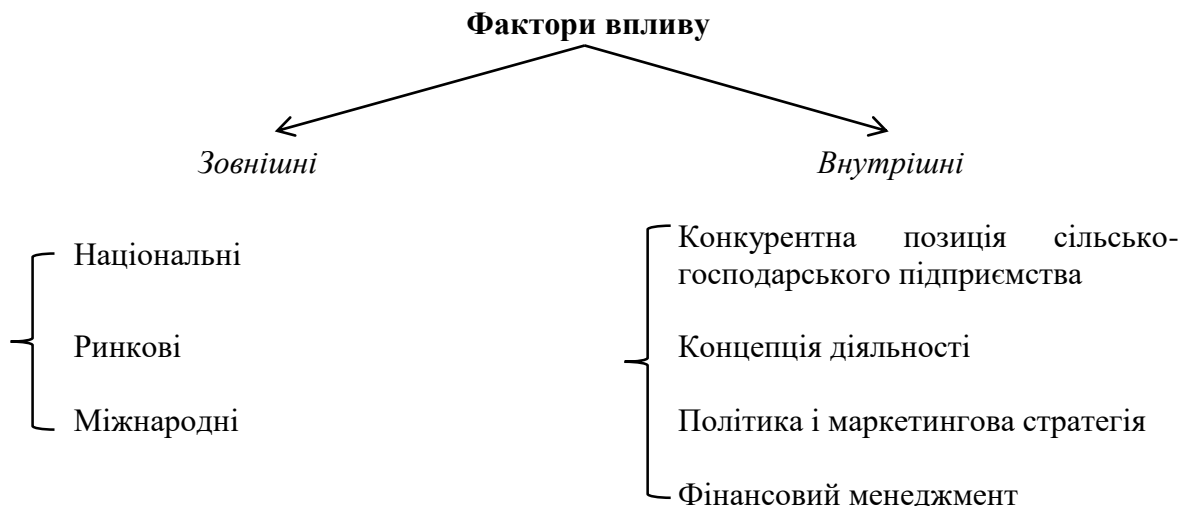 Фактори впливу
Зовнішні
Внутрішні
Національні
Ринкові
Міжнародні
Конкурентна позиція сільсько-
господарського підприємства
Концепція діяльності
Політика і маркетингова стратегія
Фінансовий менеджмент